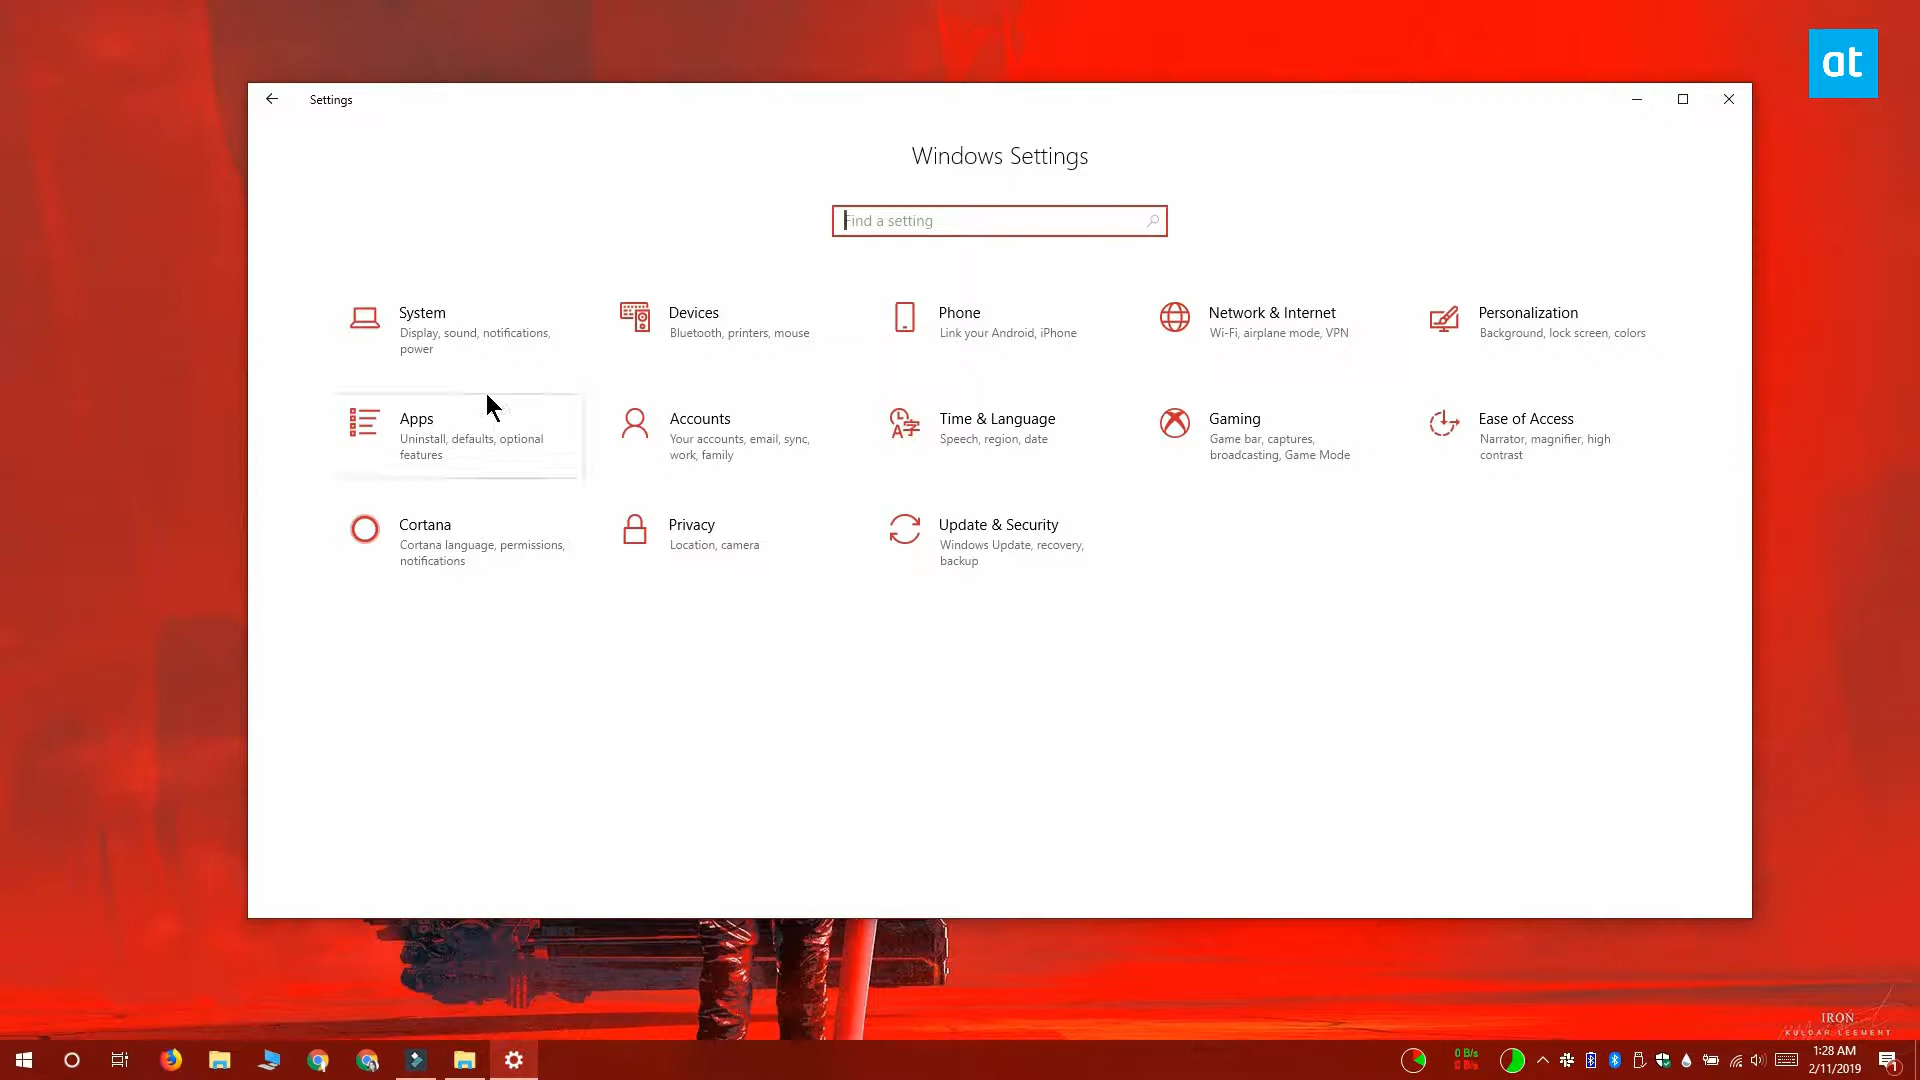 at
Settings
Windows Settings
Find a setting
System
Display, sound, notifications,
power
Devices
Bluetooth, printers, mouse
Phone
Link your Android, iPhone
Network & Internet
Wi-Fi, airplane mode, VPN
Personalization
Background, lock screen, colors
Apps
Uninstall, defaults, optional
features
Accounts
Your accounts, email, sync,
work, family
Time & Language
Speech, region, date
Gaming
Game bar, captures,
broadcasting, Game Mode
Ease of Access
Narrator, magnifier, high
contrast
Cortana
Cortana language, permissions,
notifications
Privacy
Location, camera
Update & Security
Windows Update, recovery,
backup
IRON
KULDAR LEEMENT
0 B/s
0 B/s
1:28 AM
2/11/2019
1